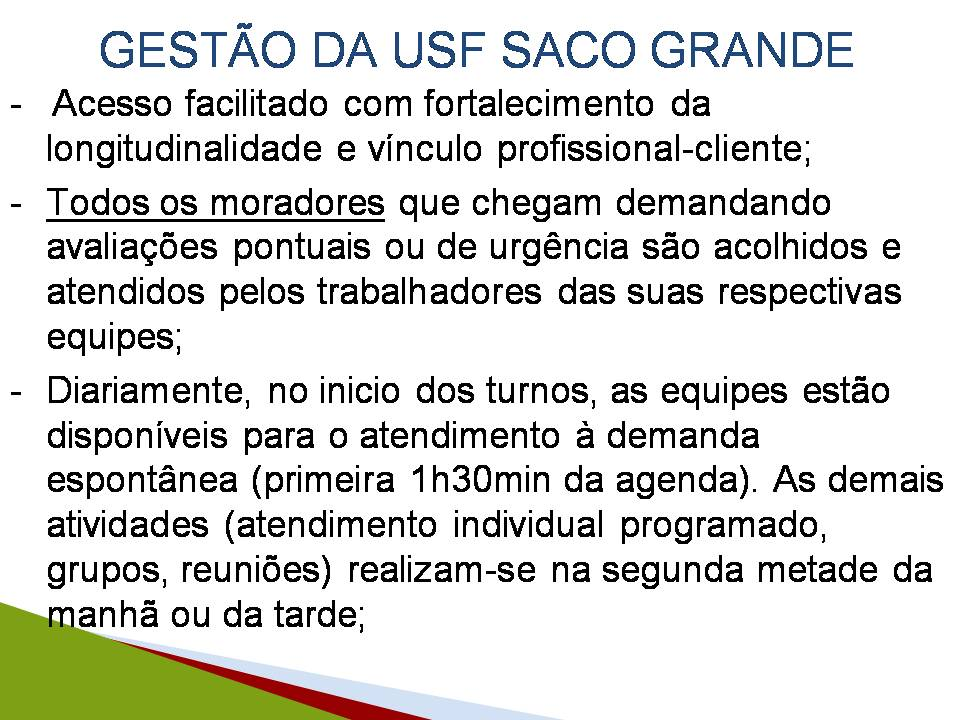 GESTÃO DA USF SACO GRANDE
- Acesso facilitado com fortalecimento da
longitudinalidade e vínculo profissional-cliente;
- Todos os moradores que chegam demandando
avaliações pontuais ou de urgência são acolhidos e
atendidos pelos trabalhadores das suas respectivas
equipes;
- Diariamente, no inicio dos turnos, as equipes estão
disponíveis para o atendimento à demanda
espontânea (primeira 1h30min da agenda). As demais
atividades (atendimento individual programado,
grupos, reuniões) realizam-se na segunda metade da
manhã ou da tarde;